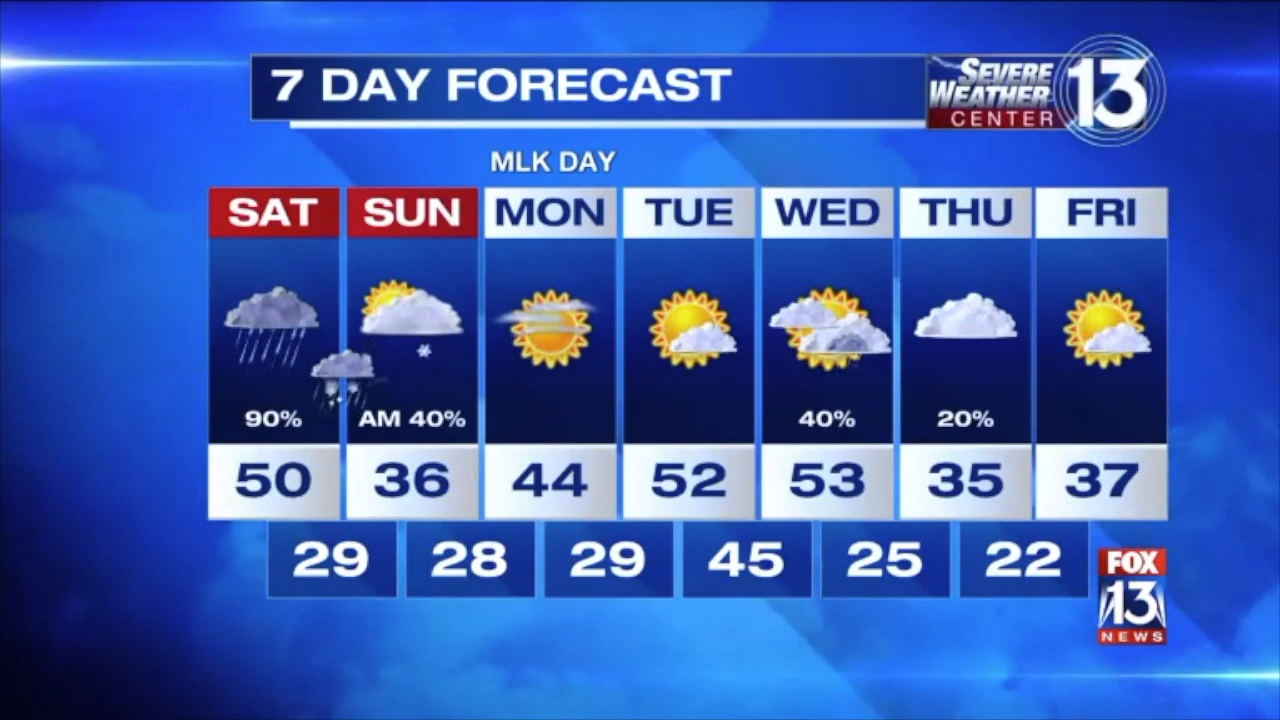 7 DAY FORECAST
SEVERE
WEATHER
CENTER
13
MLK DAY
SAT SUN MON TUE WED THU FRI
90% AM 40% 40% 20%
50 36 44 52 53 35 37
29 28 29 45 25 22
FOX
13
NEWS